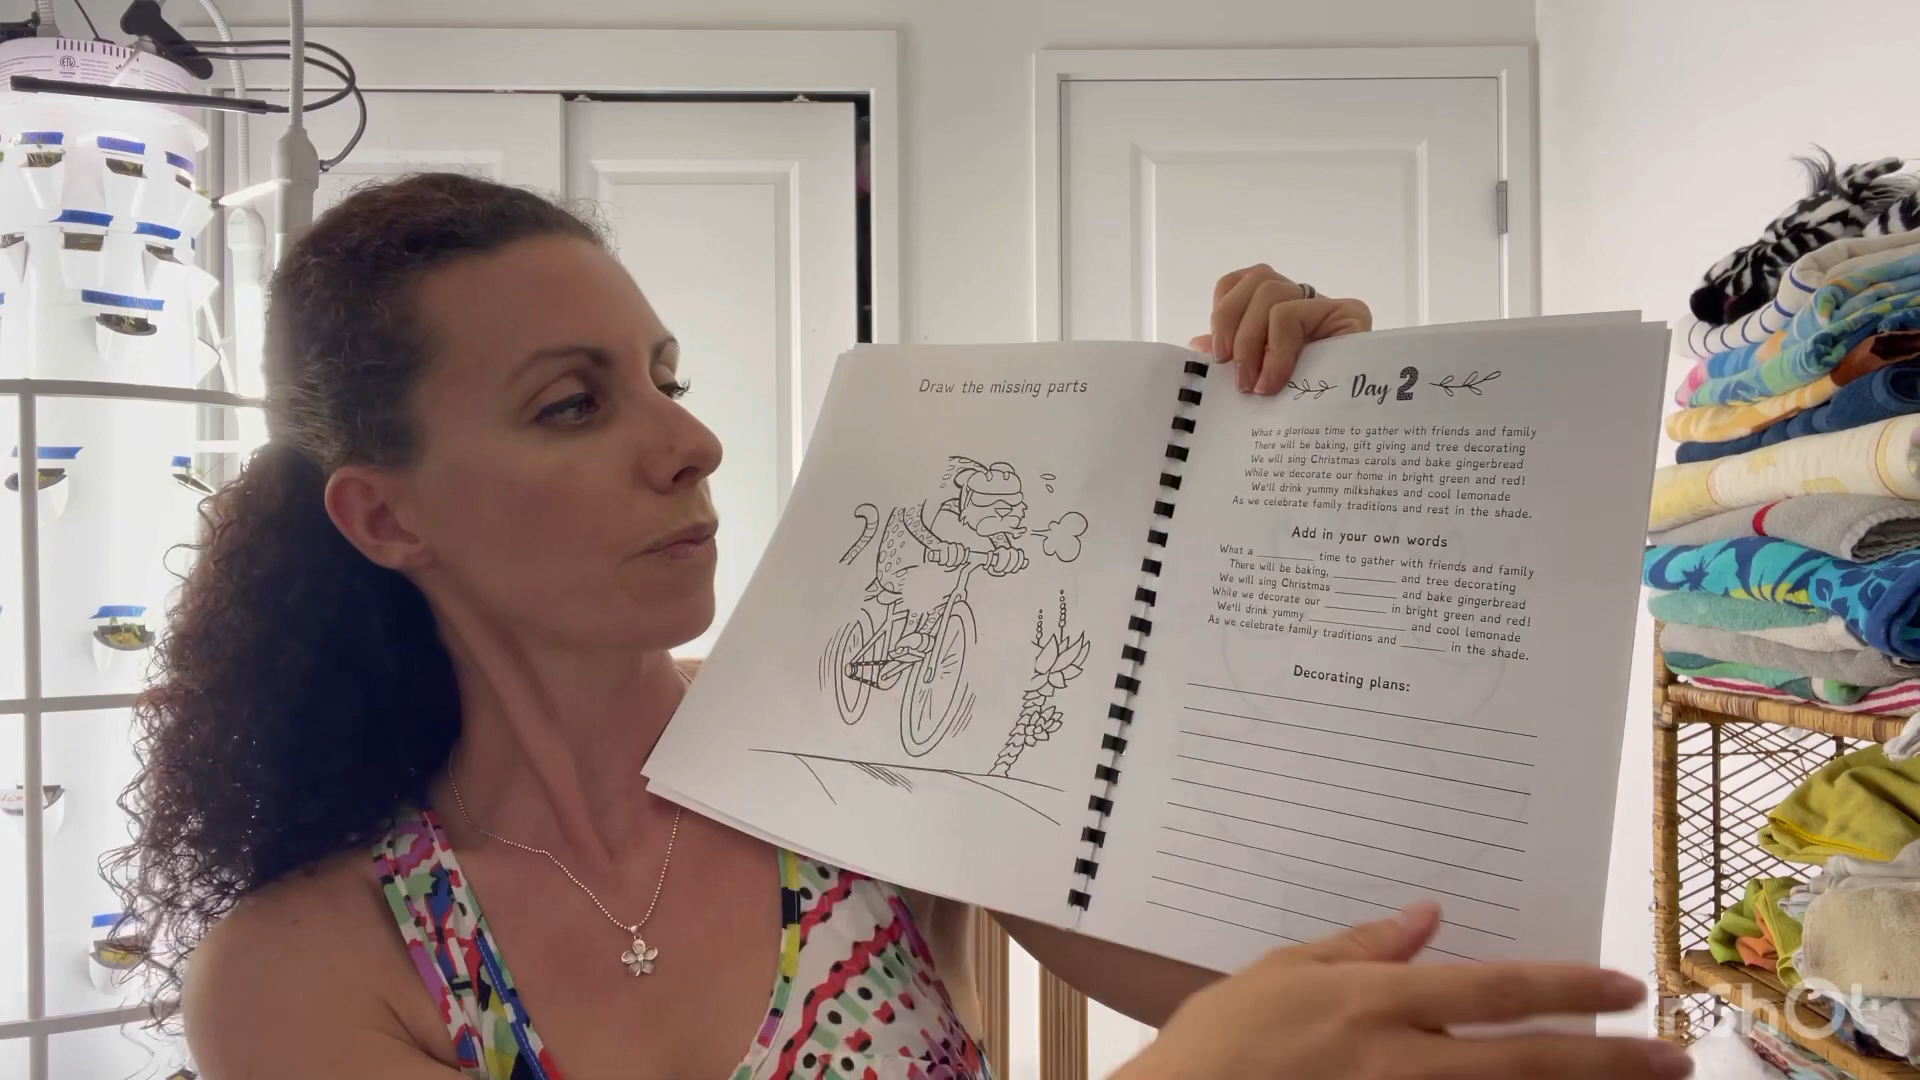 Draw the missing parts
Day 2
What a glorious time to gather with friends and family
There will be baking, gift giving and tree decorating
We will sing Christmas carols and bake gingerbread
While we decorate our home in bright green and red!
We'll drink yummy milkshakes and cool lemonade
As we celebrate family traditions and rest in the shade.
Add in your own words
What a ________ time to gather with friends and family
There will be baking, ________ and tree decorating
We will sing Christmas ________ and bake gingerbread
While we decorate our ________ in bright green and red!
We'll drink yummy ________ and cool lemonade
As we celebrate family traditions and ______ in the shade.
Decorating plans:
InShOt